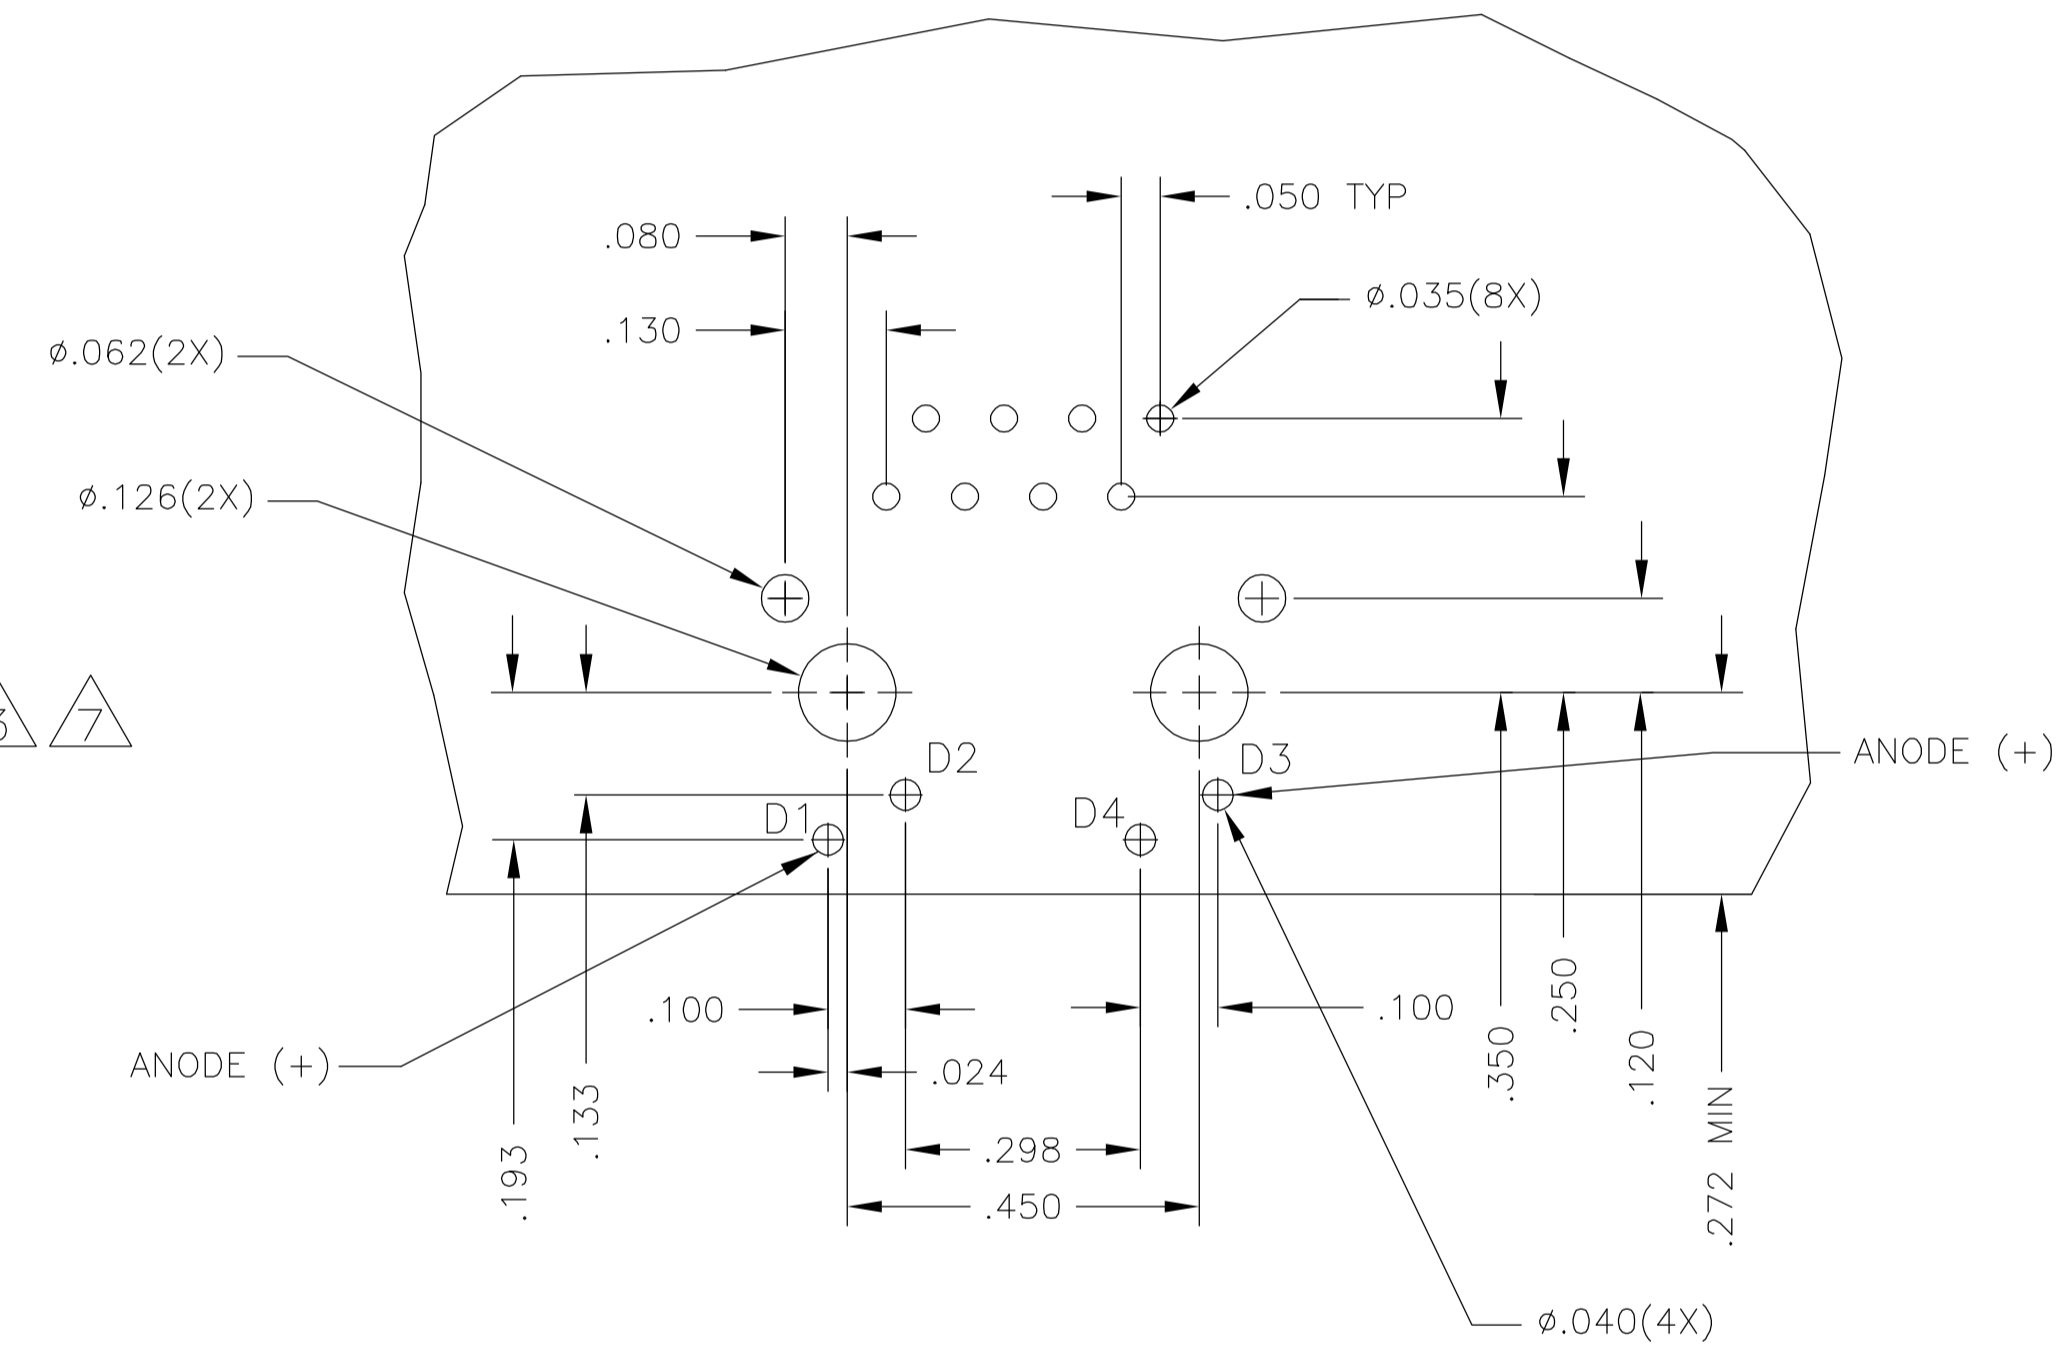 .050 TYP
.080
ø.035(8X)
.130
ø.062(2X)
ø.126(2X)
7
D2
D3
ANODE (+)
D1
D4
.100
.100
.350
.250
.120
ANODE (+)
.024
.133
.193
.298
.272 MIN
.450
ø.040(4X)